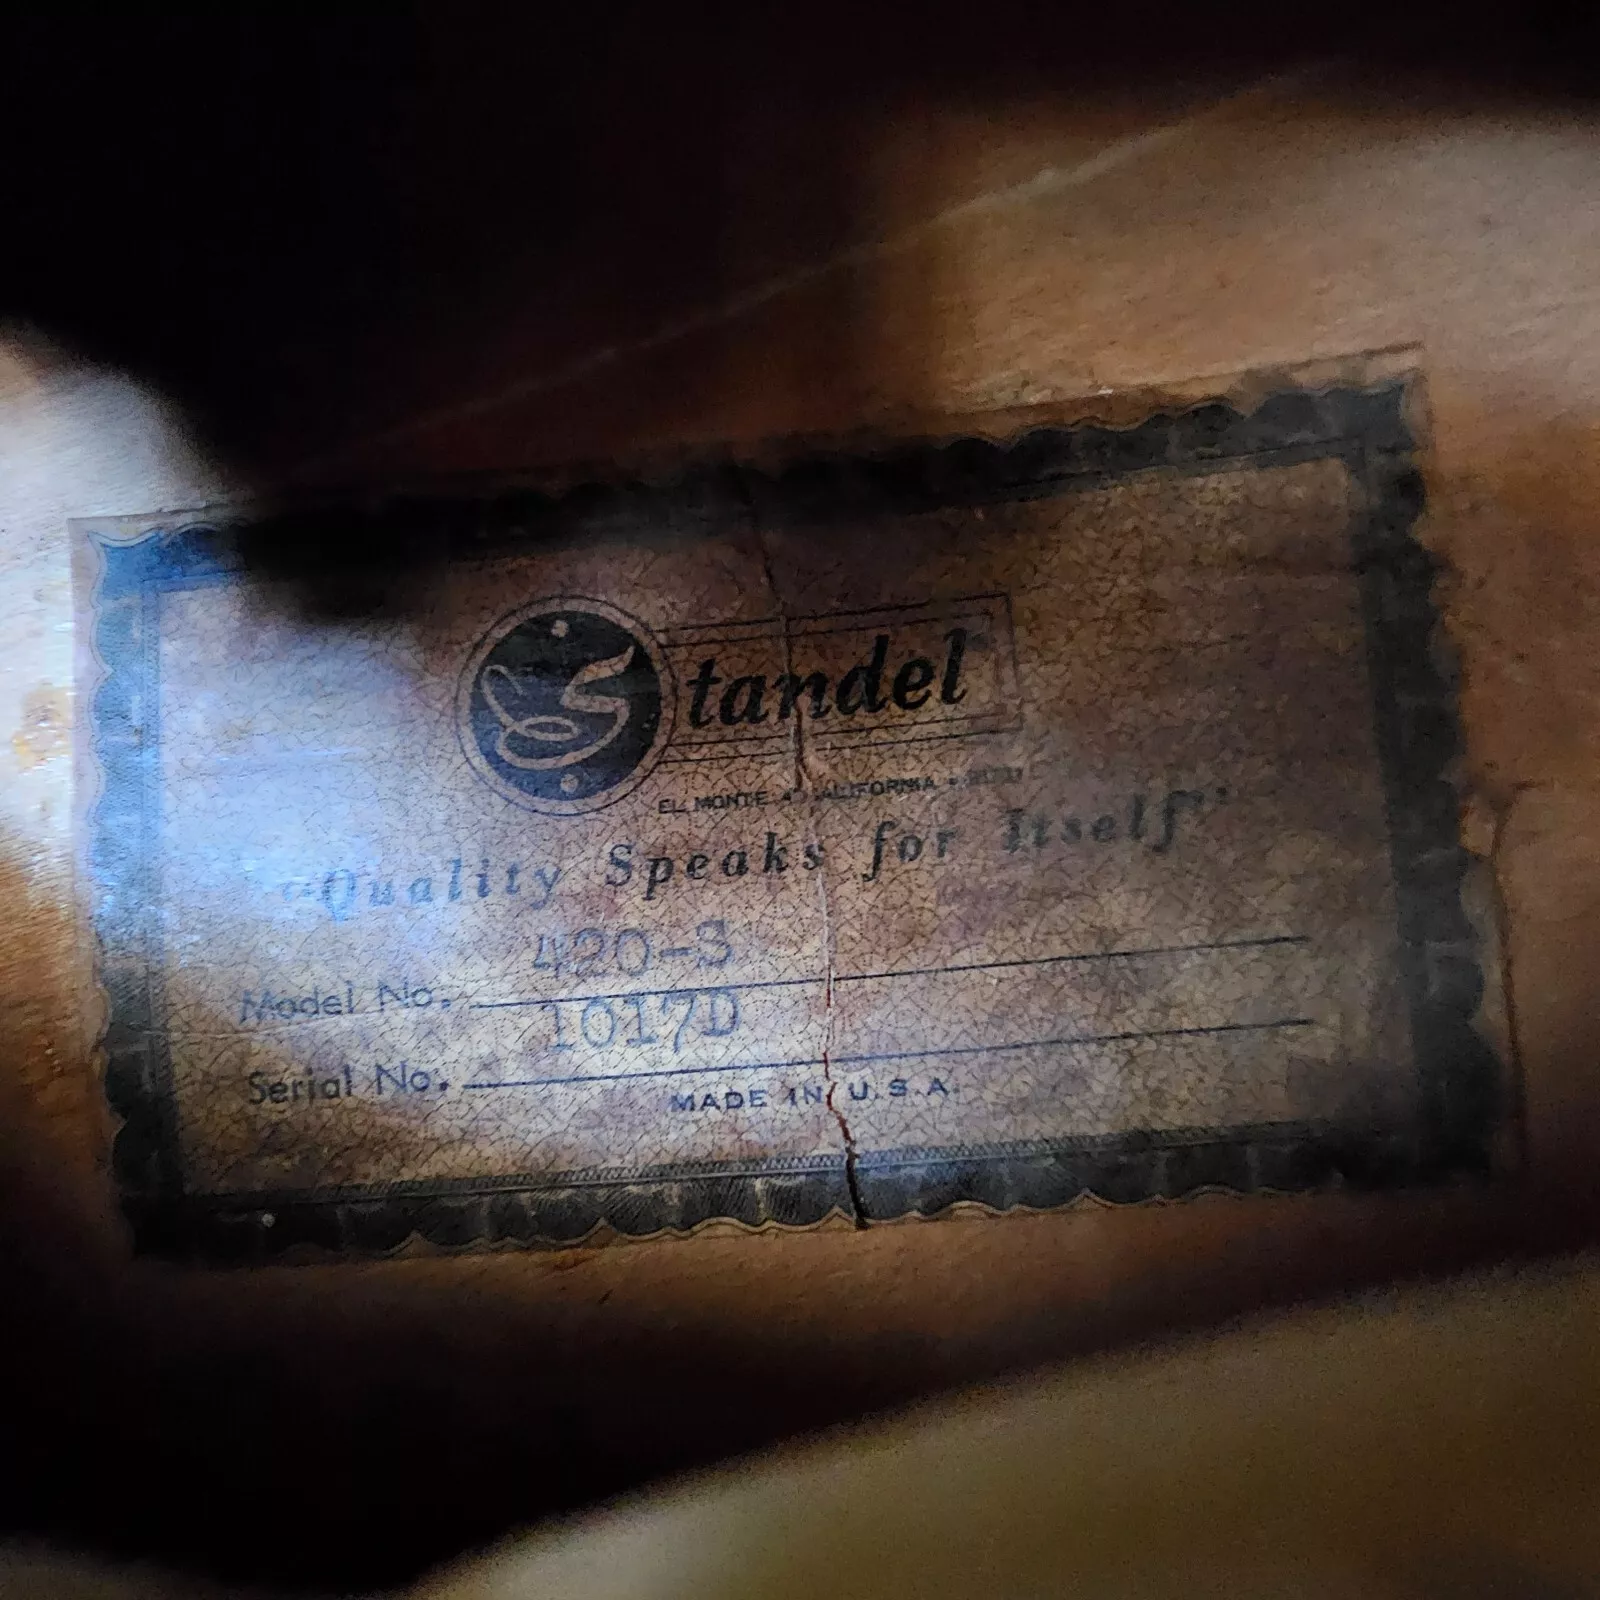 Standel
EL MONTE CALIFORNIA
"Quality Speaks for Itself"
420-S
Model No.
1017D
Serial No.
MADE IN U.S.A.